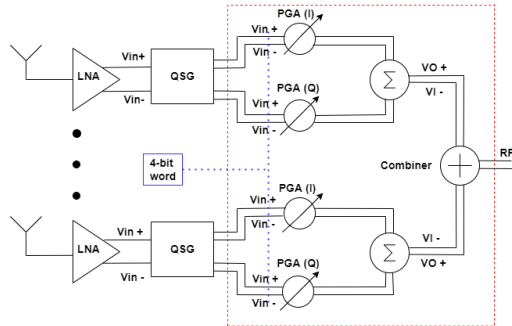 PGA (I)
Vin +
Vin+
Vin -
LNA
QSG
VO +
Vin-
Vin +
PGA (Q)
Σ
VI -
Vin -
4-bit
word
Combiner
RF
PGA (I)
Vin +
Vin +
Vin -
LNA
QSG
VI -
Vin -
PGA (Q)
Σ
VO +
Vin +
Vin -